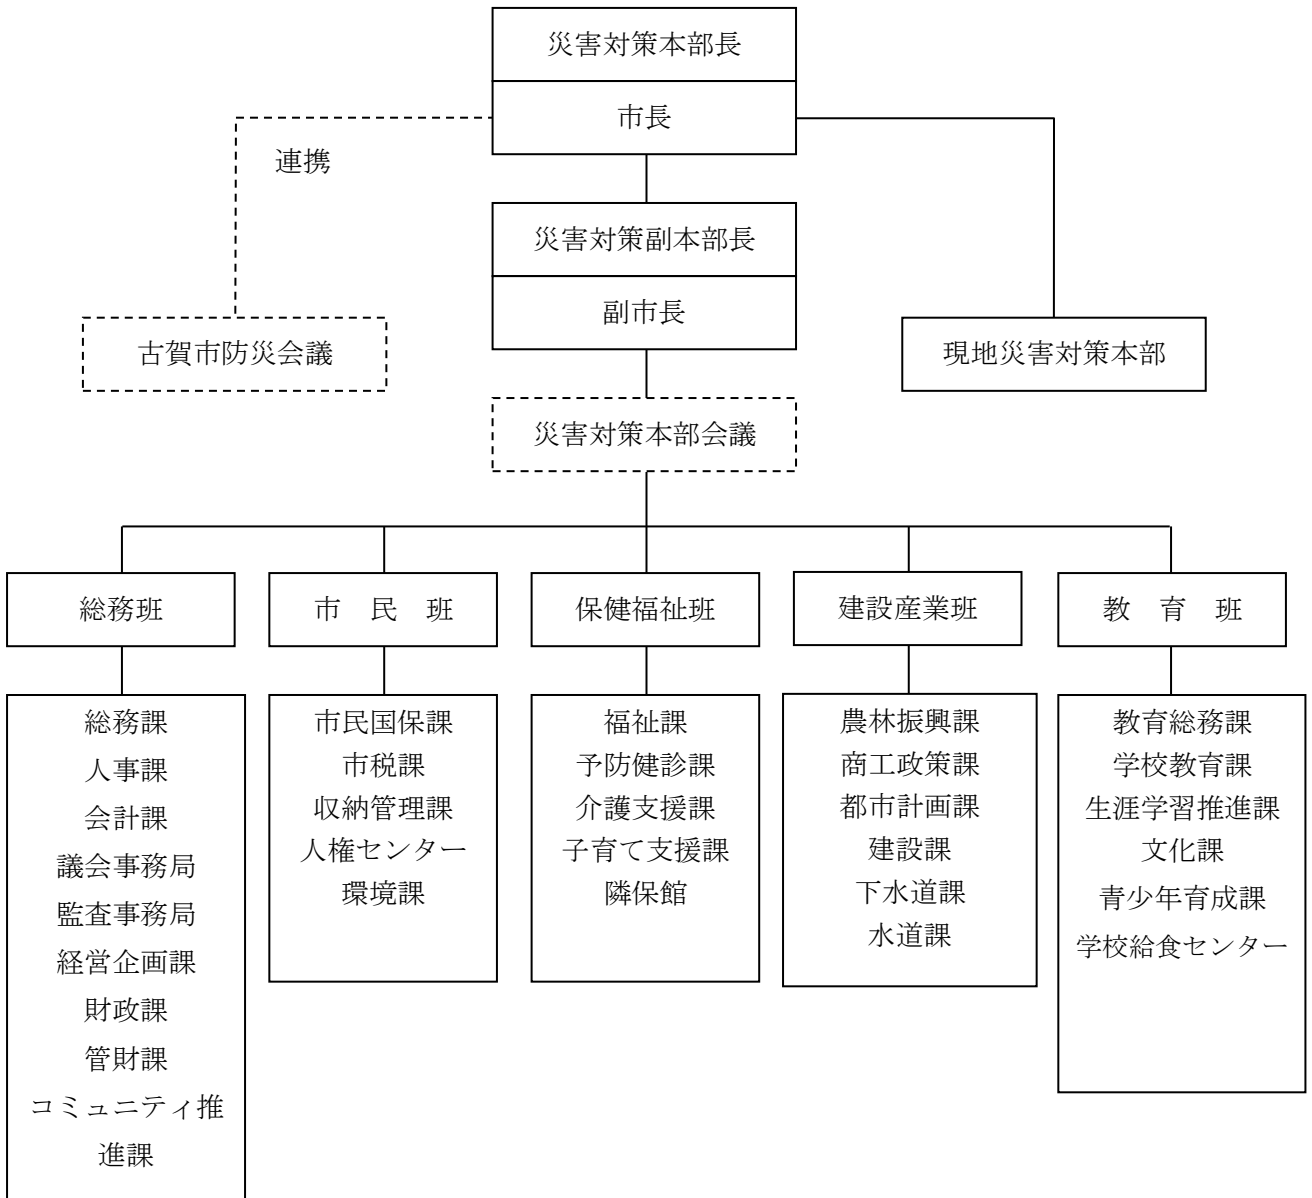 災害対策本部長
市長
連携
災害対策副本部長
副市長
古賀市防災会議
現地災害対策本部
災害対策本部会議
総務班
市　民　班
保健福祉班
建設産業班
教　育　班
総務課
人事課
会計課
議会事務局
監査事務局
経営企画課
財政課
管財課
コミュニティ推
進課
市民国保課
市税課
収納管理課
人権センター
環境課
福祉課
予防健診課
介護支援課
子育て支援課
隣保館
農林振興課
商工政策課
都市計画課
建設課
下水道課
水道課
教育総務課
学校教育課
生涯学習推進課
文化課
青少年育成課
学校給食センター